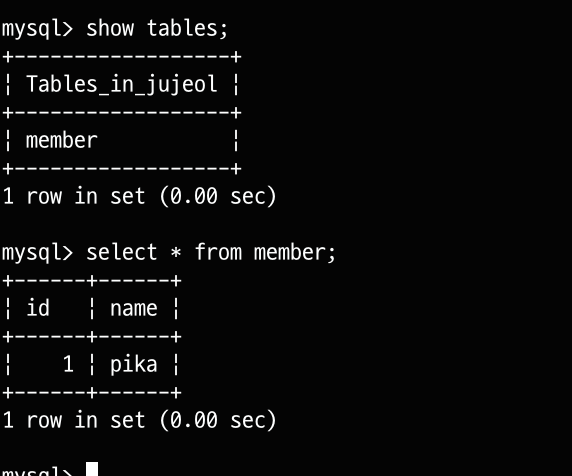 mysql> show tables;
+------------------+
¦ Tables_in_jujeol ¦
+------------------+
¦ member           ¦
+------------------+
1 row in set (0.00 sec)

mysql> select * from member;
+------+------+
¦ id   ¦ name ¦
+------+------+
¦    1 ¦ pika ¦
+------+------+
1 row in set (0.00 sec)

mysql>